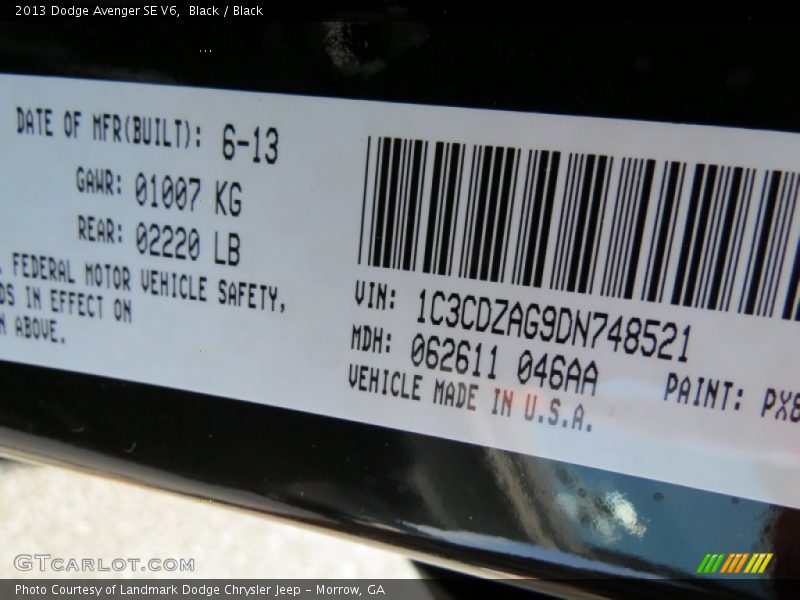 2013 Dodge Avenger SE V6,  Black / Black
DATE OF MFR(BUILT): 6-13
GAWR: 01007 KG
REAR: 02220 LB
FEDERAL MOTOR VEHICLE SAFETY,
IN EFFECT ON
ABOVE.
VIN: 1C3CDZAG9DN748521
MDH: 062611 046AA
PAINT: PX8
VEHICLE MADE IN U.S.A.
GTCARLOT.COM
Photo Courtesy of Landmark Dodge Chrysler Jeep - Morrow, GA